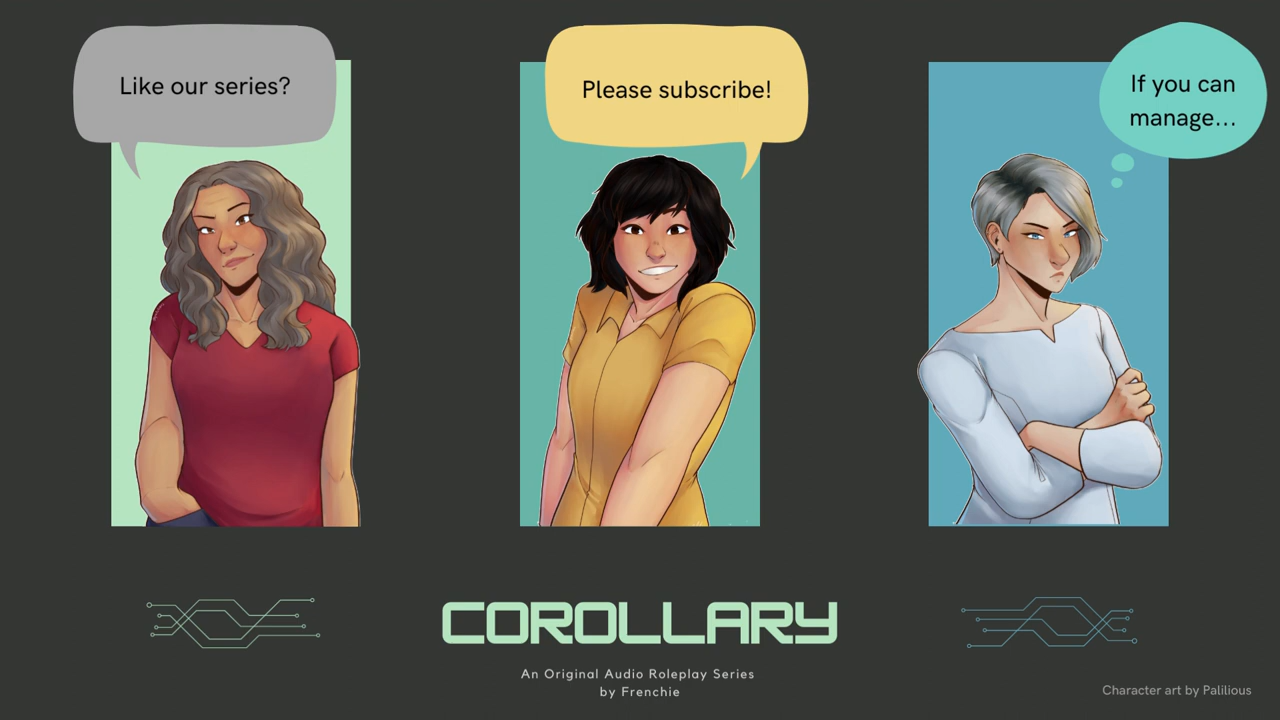 Like our series?
Please subscribe!
If you can
manage...
COROLLARY
An Original Audio Roleplay Series
by Frenchie
Character art by Palilious